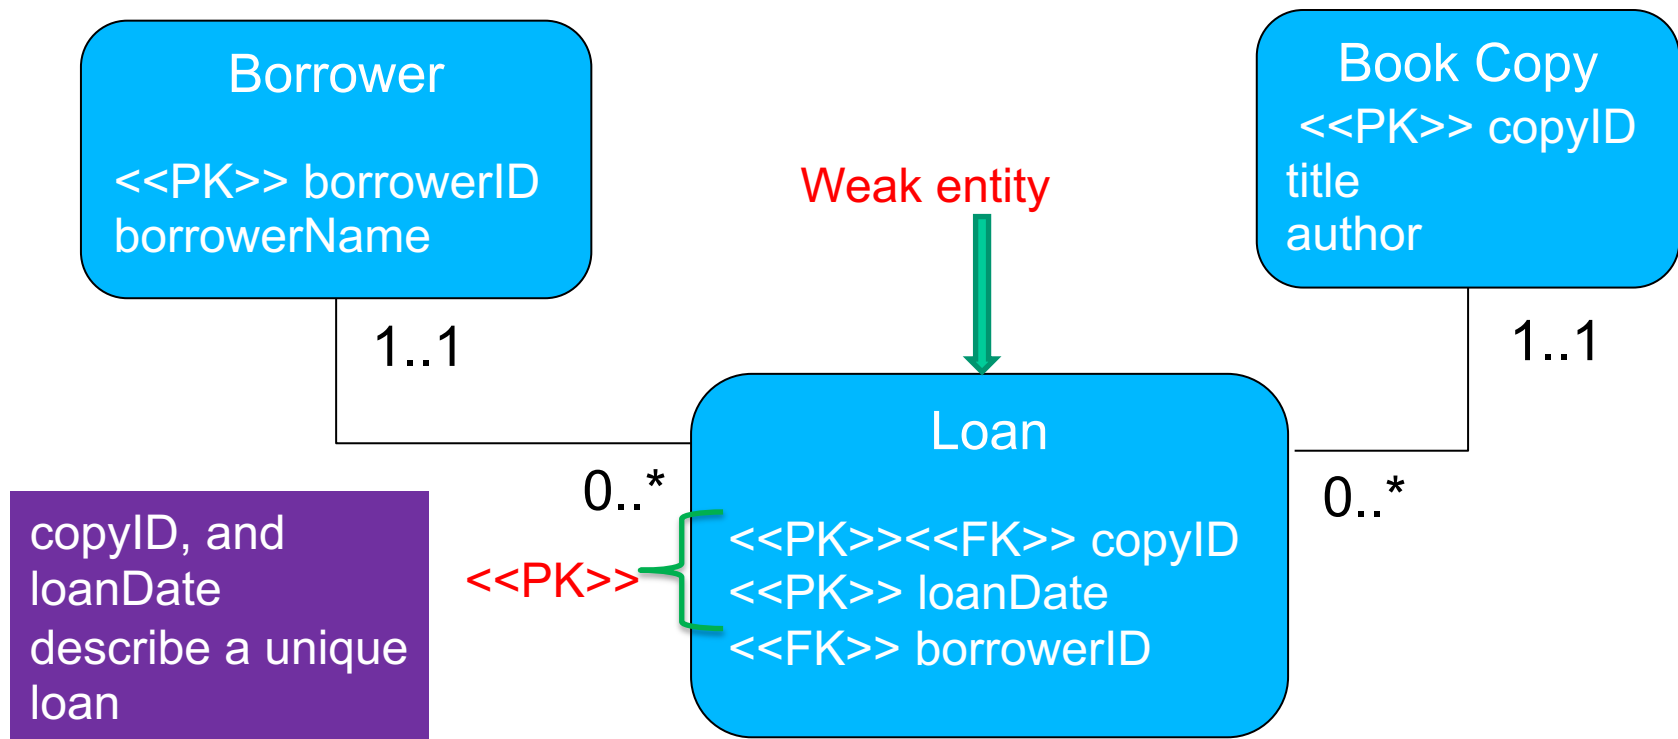 Borrower
<<PK>> borrowerID
borrowerName
Book Copy
<<PK>> copyID
title
author
Weak entity
1..1
1..1
Loan
0..*
0..*
<<PK>><<FK>> copyID
<<PK>> loanDate
<<FK>> borrowerID
<<PK>>
copyID, and
loanDate
describe a unique
loan